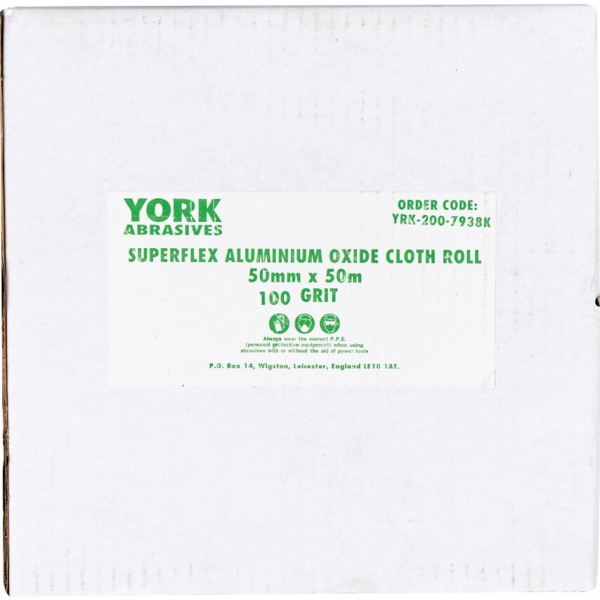 YORK
ABRASIVES
ORDER CODE:
YRK-200-7938K
SUPERFLEX ALUMINIUM OXIDE CLOTH ROLL
50mm x 50m
100 GRIT
Always wear the correct P.P.E.
(personal protective equipment) when using
abrasives with or without the aid of power tools
P.O. Box 14, Wigston, Leicester, England LE18 1AT.